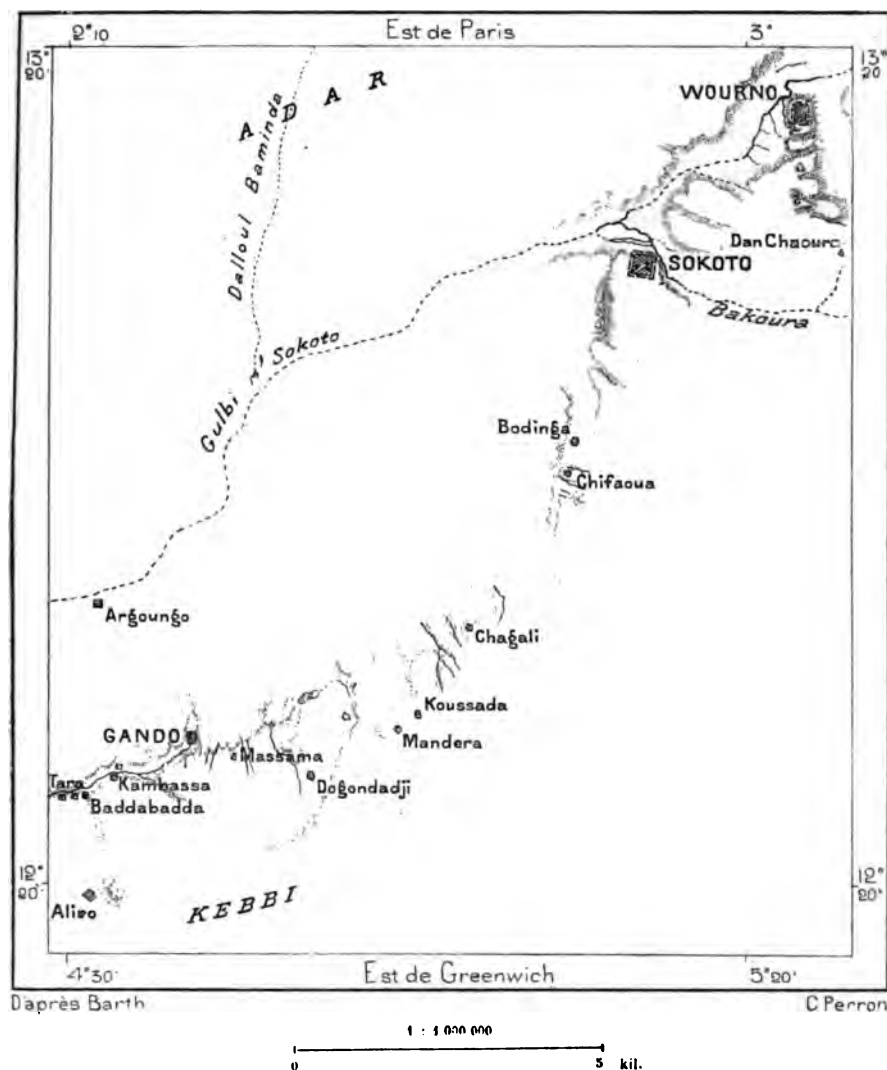 2°10
Est de Paris
3°
13°
20'
13°
20'
ADAR
Dalloul Baminda
WOURNO
Dan Chaouro
SOKOTO
Bakoura
Gulbi Sokoto
Bodinga
Chifaoua
Argoungo
Chagali
Koussada
Mandera
GANDO
Massama
Dogondadji
Tara
Kambassa
Baddabadda
12°
20'
12°
20'
Aliro
KEBBI
4°30'
Est de Greenwich
5°20'
D'après Barth
C Perron
1 : 1 000 000
0
5 kil.